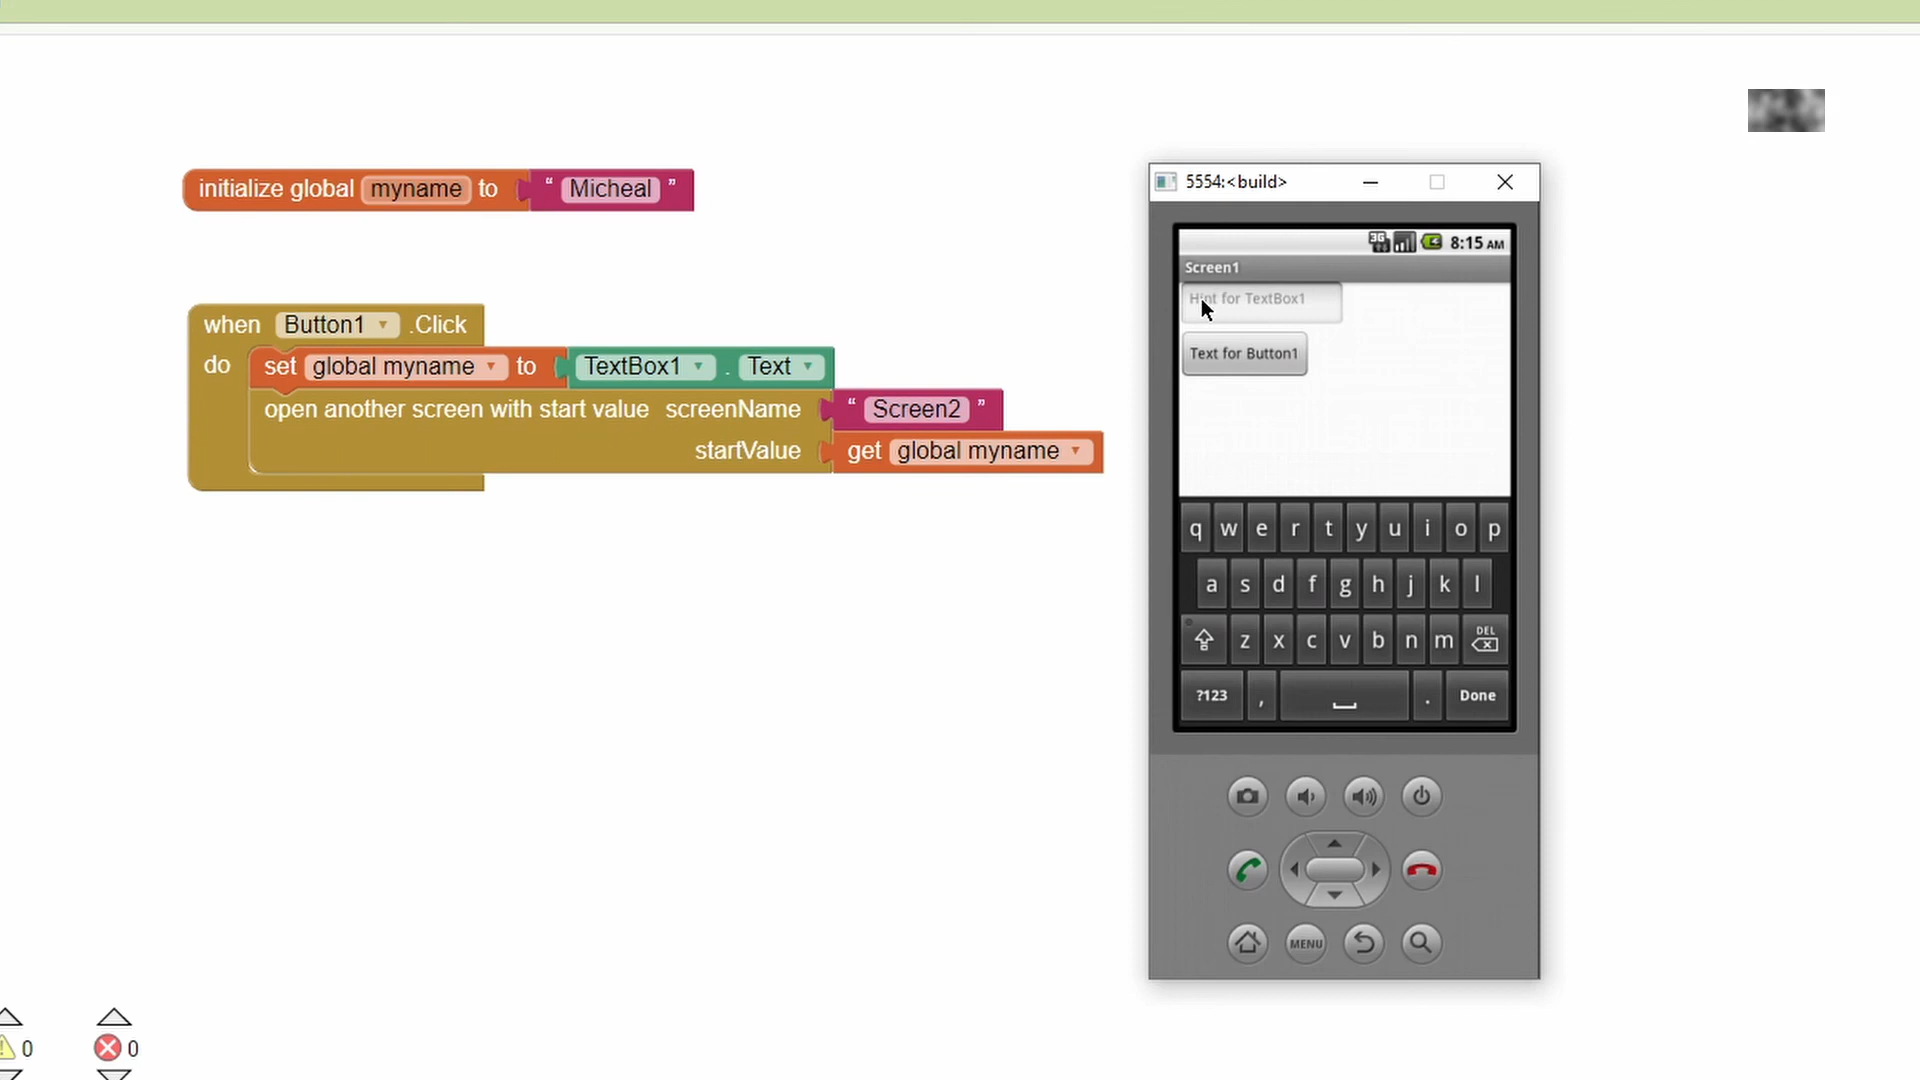 initialize global myname to “ Micheal ”
when Button1 .Click
do set global myname to TextBox1 . Text
open another screen with start value screenName “ Screen2 ”
startValue get global myname
0 0
5554:<build>
3G 8:15 AM
Screen1
Hint for TextBox1
Text for Button1
q w e r t y u i o p
a s d f g h j k l
z x c v b n m DEL
?123 , . Done
MENU